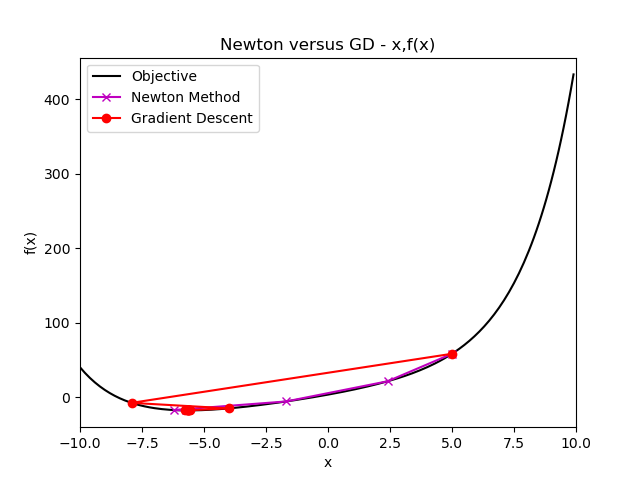 Newton versus GD - x,f(x)
Objective
Newton Method
Gradient Descent
f(x)
400
300
200
100
0
−10.0 −7.5 −5.0 −2.5 0.0 2.5 5.0 7.5 10.0
x